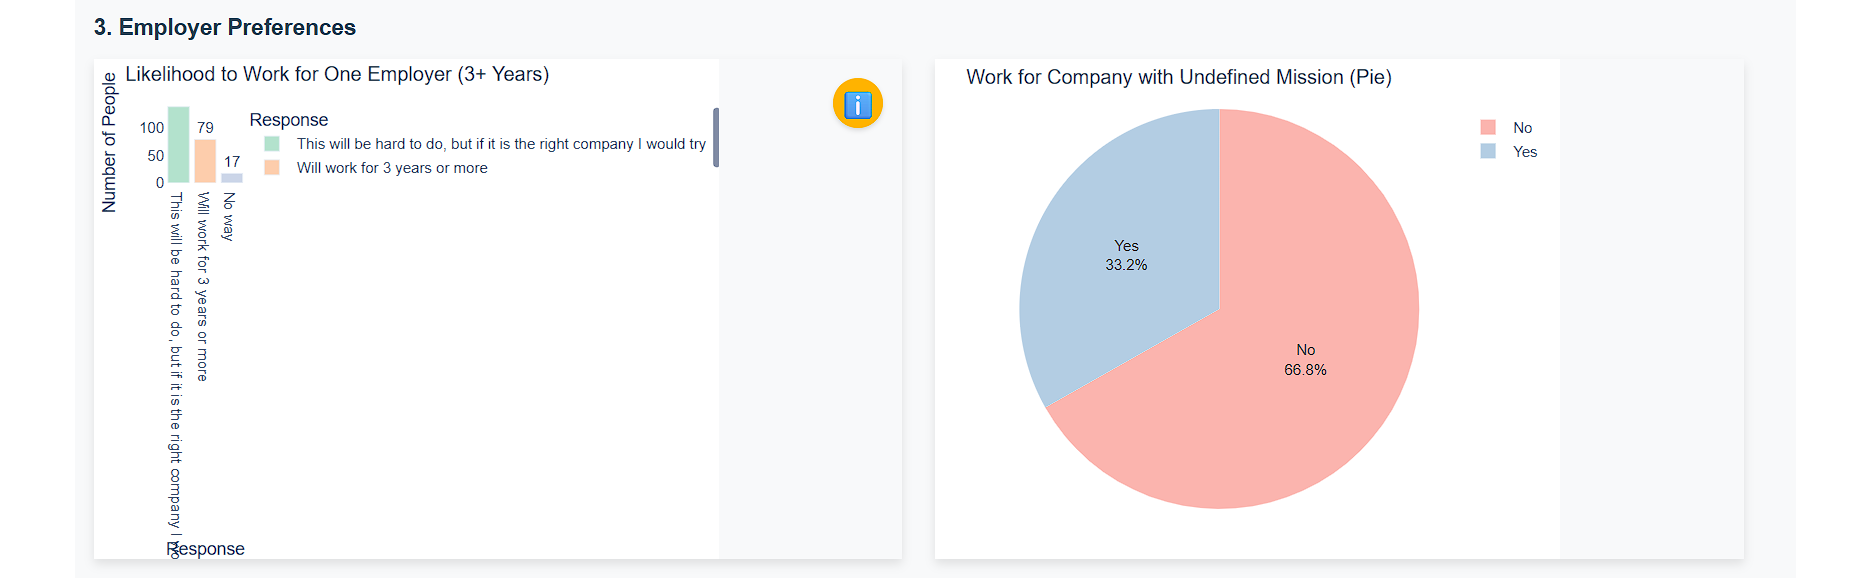 3. Employer Preferences
Likelihood to Work for One Employer (3+ Years)
Number of People
100
50
0
79
17
Response
This will be hard to do, but if it is the right company I would try
Will work for 3 years or more
This will be hard to do, but if it is the right company I
Will work for 3 years or more
No way
Response
i
Work for Company with Undefined Mission (Pie)
No
Yes
Yes
33.2%
No
66.8%